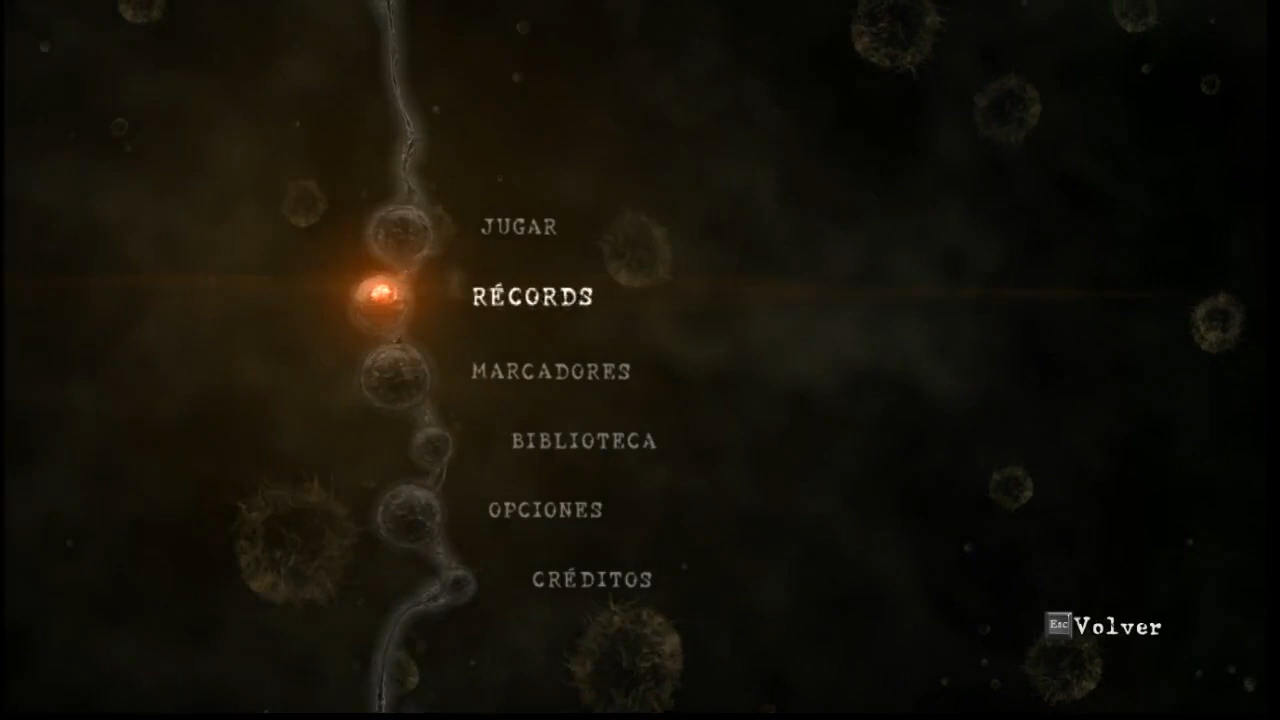 JUGAR
RÉCORDS
MARCADORES
BIBLIOTECA
OPCIONES
CRÉDITOS
Esc Volver